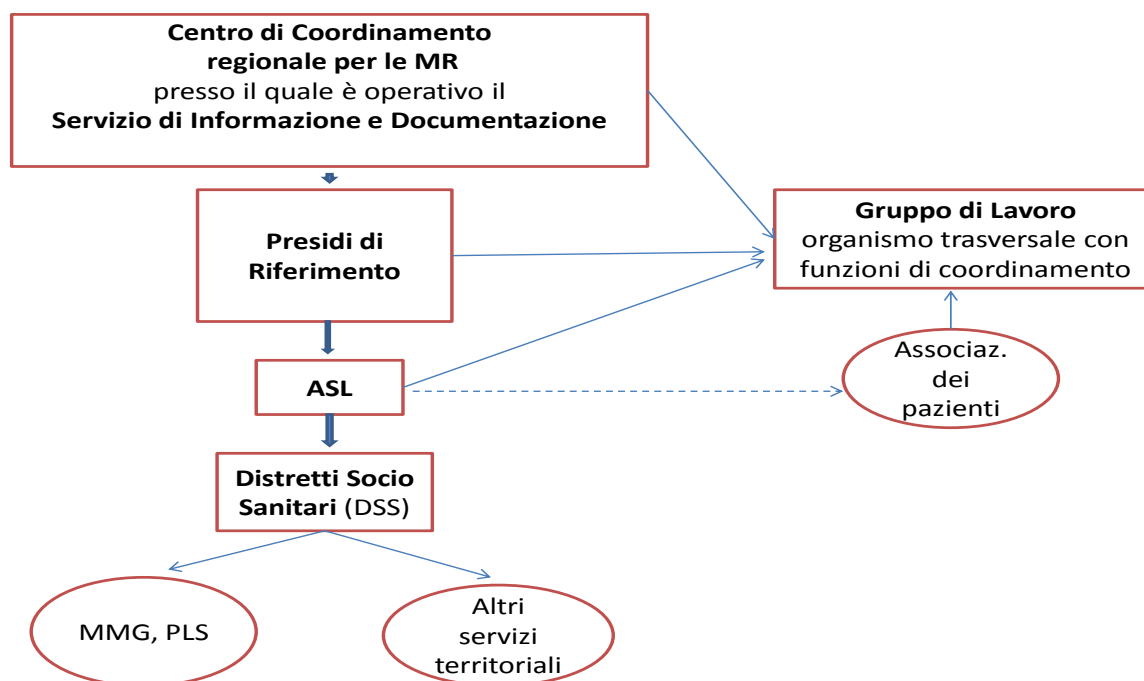 Centro di Coordinamento
regionale per le MR
presso il quale è operativo il
Servizio di Informazione e Documentazione
Presidi di
Riferimento
Gruppo di Lavoro
organismo trasversale con
funzioni di coordinamento
ASL
Associaz.
dei
pazienti
Distretti Socio
Sanitari (DSS)
MMG, PLS
Altri
servizi
territoriali